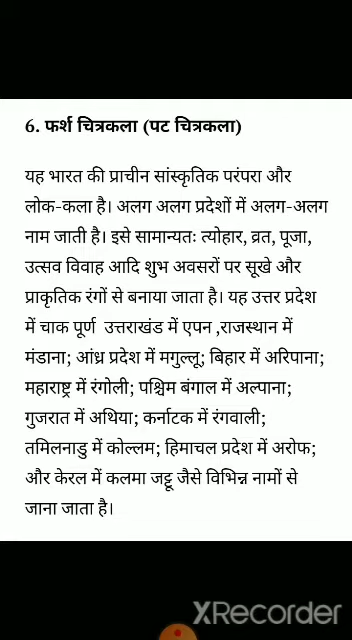 6. फर्श चित्रकला (पट चित्रकला)
यह भारत की प्राचीन सांस्कृतिक परंपरा और
लोक-कला है। अलग अलग प्रदेशों में अलग-अलग
नाम जाती है। इसे सामान्यतः त्योहार, व्रत, पूजा,
उत्सव विवाह आदि शुभ अवसरों पर सूखे और
प्राकृतिक रंगों से बनाया जाता है। यह उत्तर प्रदेश
में चाक पूर्ण उत्तराखंड में एपन ,राजस्थान में
मंडाना; आंध्र प्रदेश में मगुल्लू; बिहार में अरिपाना;
महाराष्ट्र में रंगोली; पश्चिम बंगाल में अल्पाना;
गुजरात में अथिया; कर्नाटक में रंगवाली;
तमिलनाडु में कोल्लम; हिमाचल प्रदेश में अरोफ;
और केरल में कलमा जट्टू जैसे विभिन्न नामों से
जाना जाता है।
XRecorder